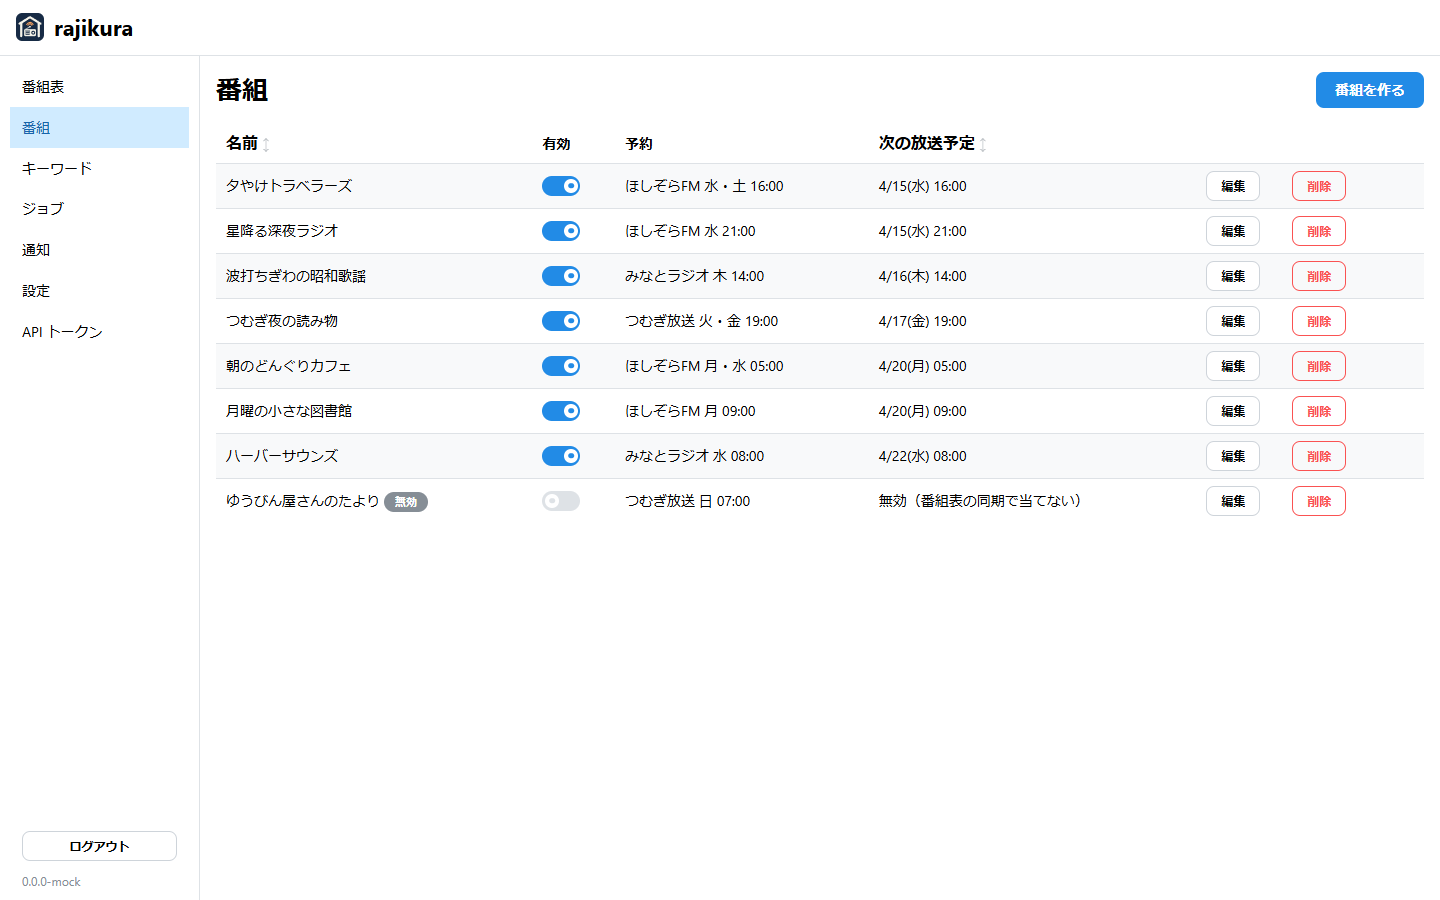 rajikura
番組表
番組
キーワード
ジョブ
通知
設定
API トークン
ログアウト
0.0.0-mock
番組
番組を作る
名前 有効 予約 次の放送予定
夕やけトラベラーズ ほしぞらFM 水・土 16:00 4/15(水) 16:00 編集 削除
星降る深夜ラジオ ほしぞらFM 水 21:00 4/15(水) 21:00 編集 削除
波打ちぎわの昭和歌謡 みなとラジオ 木 14:00 4/16(木) 14:00 編集 削除
つむぎ夜の読み物 つむぎ放送 火・金 19:00 4/17(金) 19:00 編集 削除
朝のどんぐりカフェ ほしぞらFM 月・水 05:00 4/20(月) 05:00 編集 削除
月曜の小さな図書館 ほしぞらFM 月 09:00 4/20(月) 09:00 編集 削除
ハーバーサウンズ みなとラジオ 水 08:00 4/22(水) 08:00 編集 削除
ゆうびん屋さんのたより 無効 つむぎ放送 日 07:00 無効（番組表の同期で当てない） 編集 削除